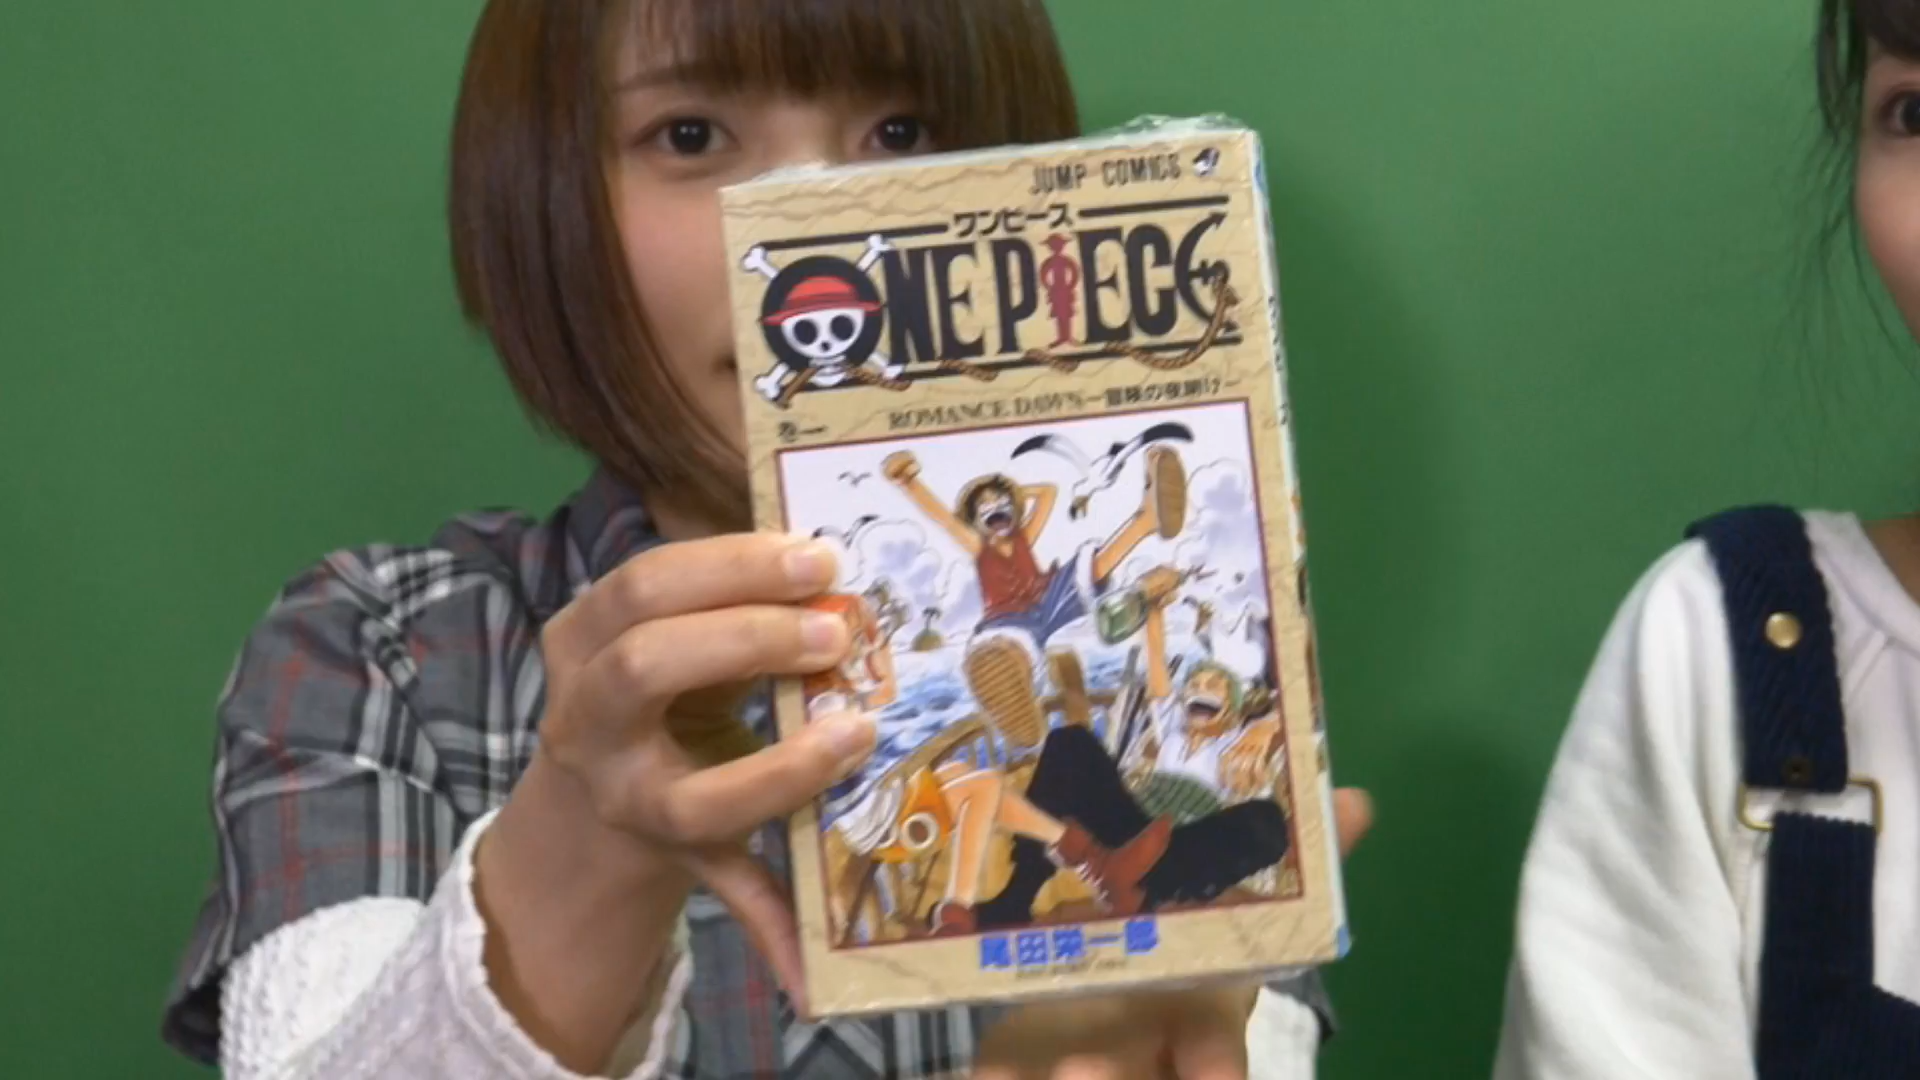 JUMP COMICS
ワンピース
ONE PIECE
巻一
ROMANCE DAWN—冒険の夜明け—
尾田栄一郎